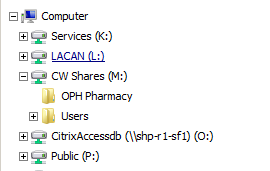 Computer
Services (K:)
LACAN (L:)
CW Shares (M:)
OPH Pharmacy
Users
CitrixAccessdb (\\shp-r1-sf1) (O:)
Public (P:)